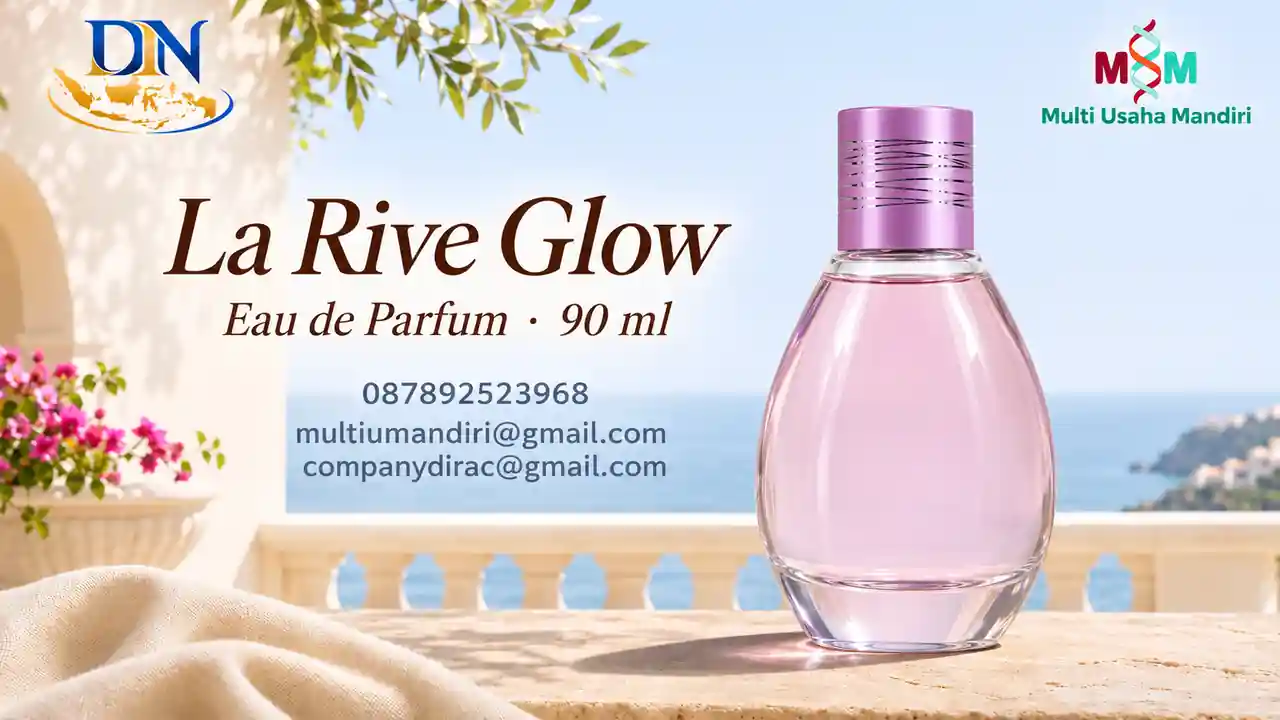 DN
MSM
Multi Usaha Mandiri
La Rive Glow
Eau de Parfum · 90 ml
087892523968
multiumandiri@gmail.com
companydirac@gmail.com